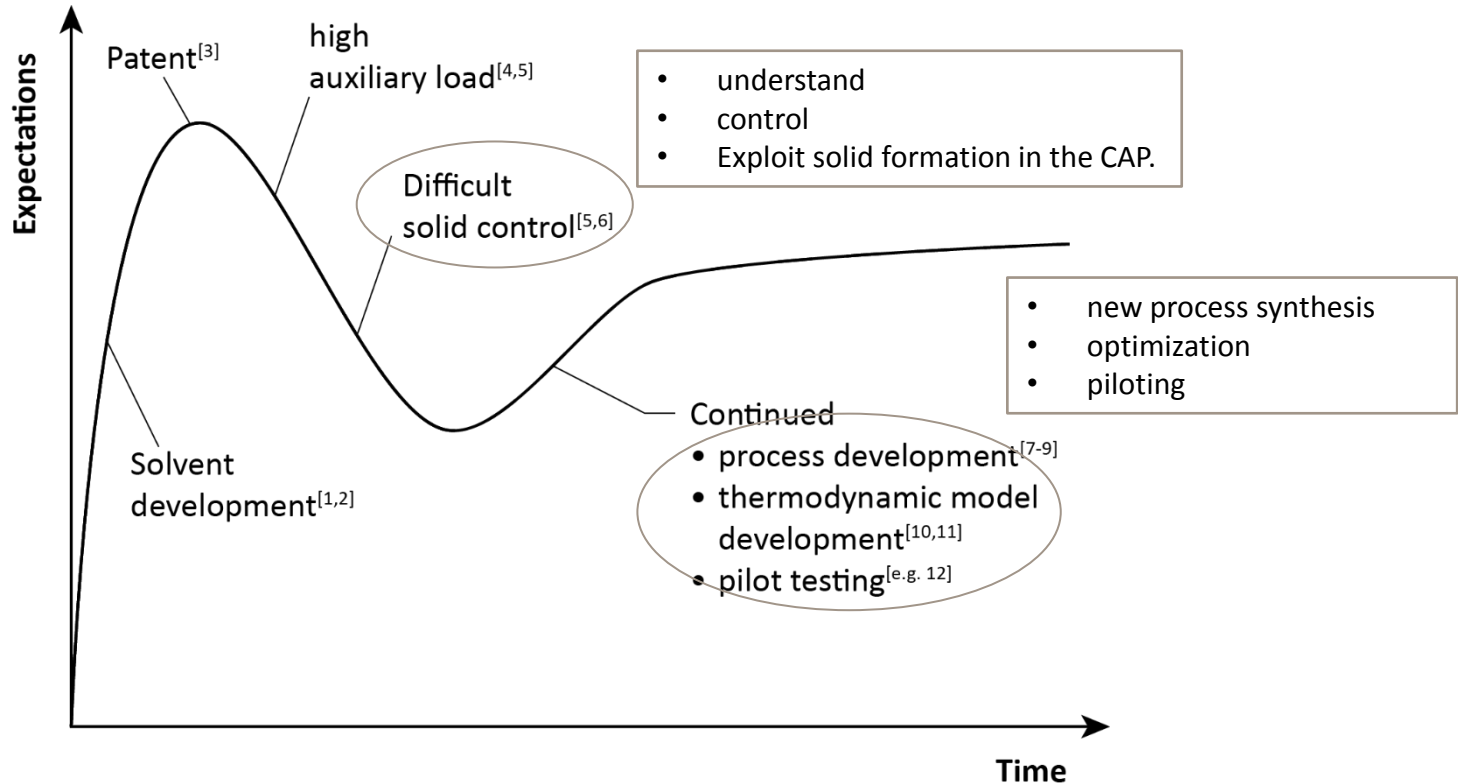 Expectations
Patent[3]
high
auxiliary load[4,5]
• understand
• control
• Exploit solid formation in the CAP.
Difficult
solid control[5,6]
• new process synthesis
• optimization
• piloting
Continued
• process development[7-9]
• thermodynamic model
development[10,11]
• pilot testing[e.g. 12]
Solvent
development[1,2]
Time